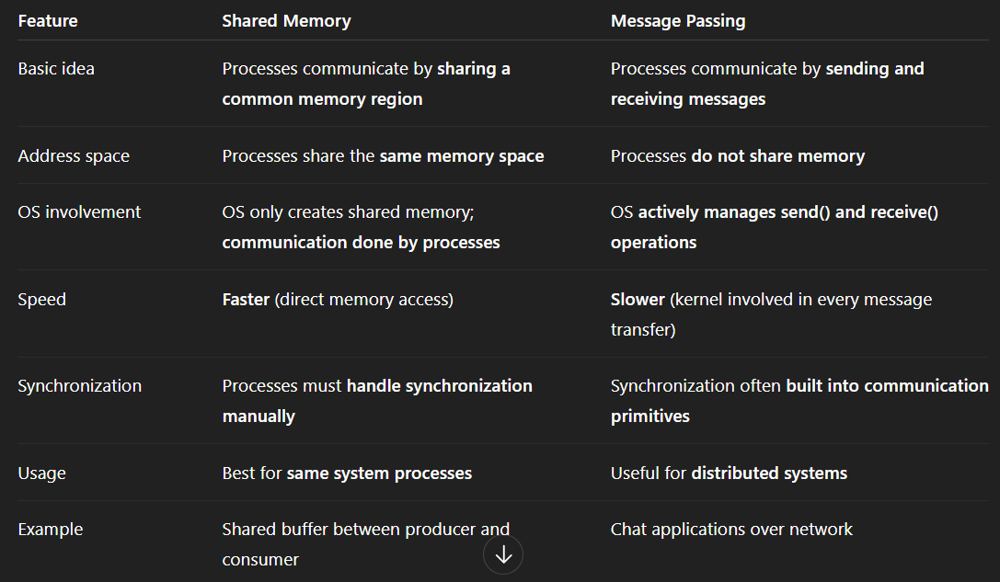 Feature Shared Memory Message Passing
Basic idea Processes communicate by sharing a Processes communicate by sending and
common memory region receiving messages
Address space Processes share the same memory space Processes do not share memory
OS involvement OS only creates shared memory; OS actively manages send() and receive()
communication done by processes operations
Speed Faster (direct memory access) Slower (kernel involved in every message
transfer)
Synchronization Processes must handle synchronization Synchronization often built into communication
manually primitives
Usage Best for same system processes Useful for distributed systems
Example Shared buffer between producer and Chat applications over network
consumer